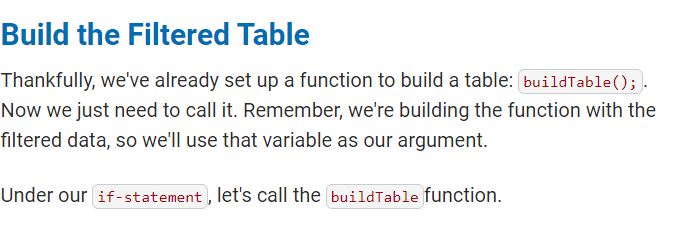 Build the Filtered Table
Thankfully, we've already set up a function to build a table: buildTable();.
Now we just need to call it. Remember, we're building the function with the
filtered data, so we'll use that variable as our argument.
Under our if-statement, let's call the buildTable function.